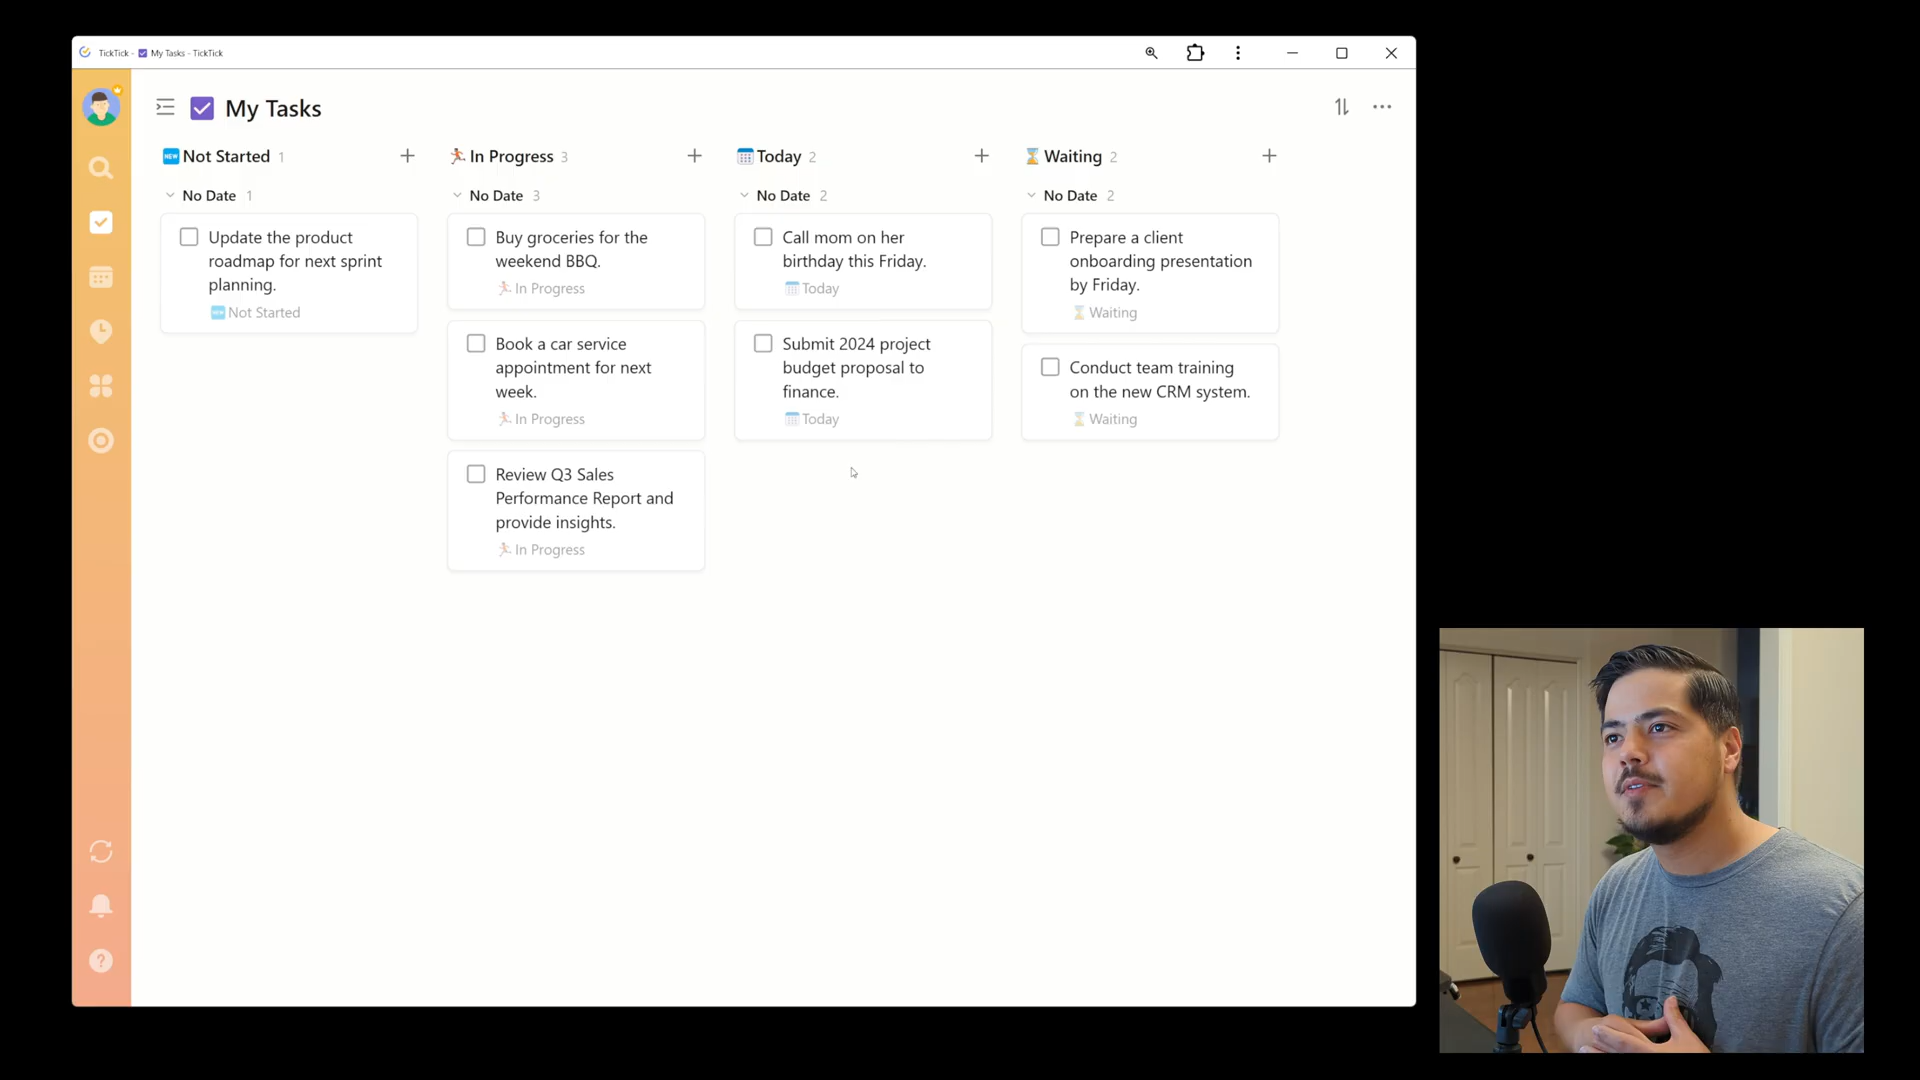 TickTick - My Tasks - TickTick
My Tasks
Not Started 1
No Date 1
Update the product
roadmap for next sprint
planning.
Not Started
In Progress 3
No Date 3
Buy groceries for the
weekend BBQ.
In Progress
Book a car service
appointment for next
week.
In Progress
Review Q3 Sales
Performance Report and
provide insights.
In Progress
Today 2
No Date 2
Call mom on her
birthday this Friday.
Today
Submit 2024 project
budget proposal to
finance.
Today
Waiting 2
No Date 2
Prepare a client
onboarding presentation
by Friday.
Waiting
Conduct team training
on the new CRM system.
Waiting